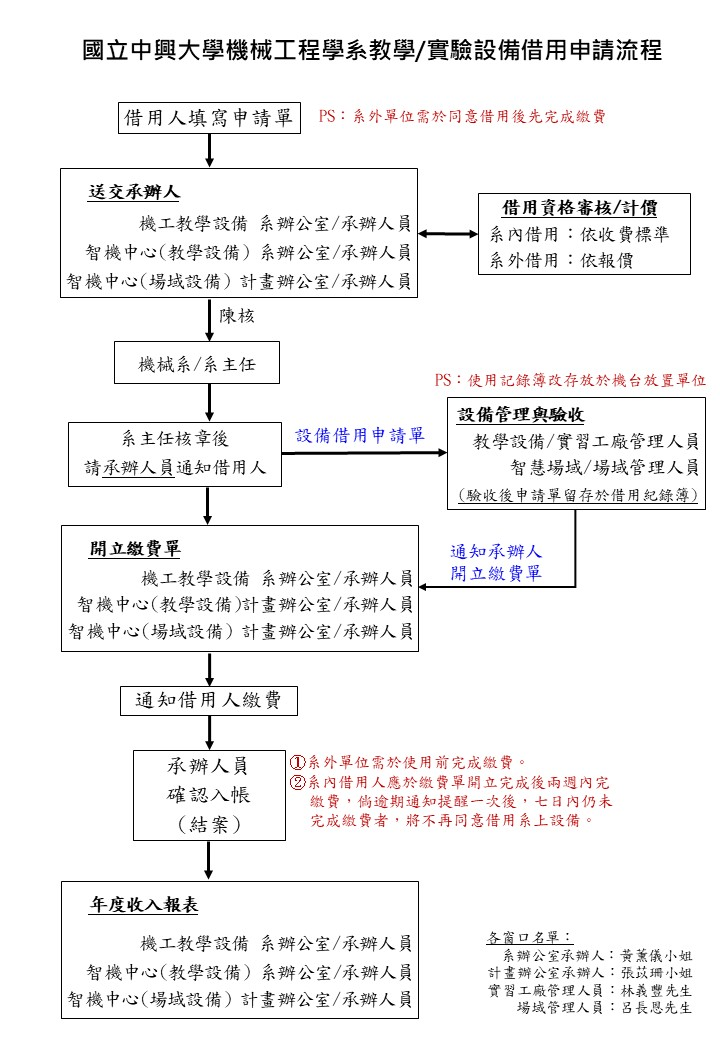 國立中興大學機械工程學系教學/實驗設備借用申請流程
借用人填寫申請單
PS：系外單位需於同意借用後先完成繳費
送交承辦人
機工教學設備 系辦公室/承辦人員
智機中心(教學設備) 系辦公室/承辦人員
智機中心(場域設備) 計畫辦公室/承辦人員
借用資格審核/計價
系內借用：依收費標準
系外借用：依報價
陳核
機械系/系主任
PS：使用記錄簿改存放於機台放置單位
系主任核章後
請承辦人員通知借用人
設備借用申請單
設備管理與驗收
教學設備/實習工廠管理人員
智慧場域/場域管理人員
(驗收後申請單留存於借用紀錄簿)
通知承辦人
開立繳費單
開立繳費單
機工教學設備 系辦公室/承辦人員
智機中心(教學設備)計畫辦公室/承辦人員
智機中心(場域設備) 計畫辦公室/承辦人員
通知借用人繳費
承辦人員
確認入帳
(結案)
①系外單位需於使用前完成繳費。
②系內借用人應於繳費單開立完成後兩週內完
繳費，倘逾期通知提醒一次後，七日內仍未
完成繳費者，將不再同意借用系上設備。
年度收入報表
機工教學設備 系辦公室/承辦人員
智機中心(教學設備) 系辦公室/承辦人員
智機中心(場域設備) 計畫辦公室/承辦人員
各窗口名單：
系辦公室承辦人：黃薰儀小姐
計畫辦公室承辦人：張苡珊小姐
實習工廠管理人員：林義豐先生
場域管理人員：呂長恩先生